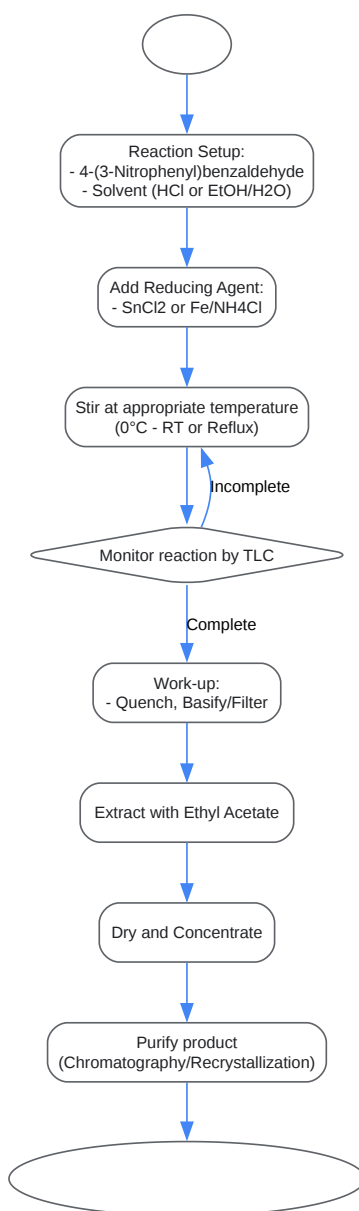 Reaction Setup:
- 4-(3-Nitrophenyl)benzaldehyde
- Solvent (HCl or EtOH/H2O)
Add Reducing Agent:
- SnCl2 or Fe/NH4Cl
Stir at appropriate temperature
(0°C - RT or Reflux)
Incomplete
Monitor reaction by TLC
Complete
Work-up:
- Quench, Basify/Filter
Extract with Ethyl Acetate
Dry and Concentrate
Purify product
(Chromatography/Recrystallization)